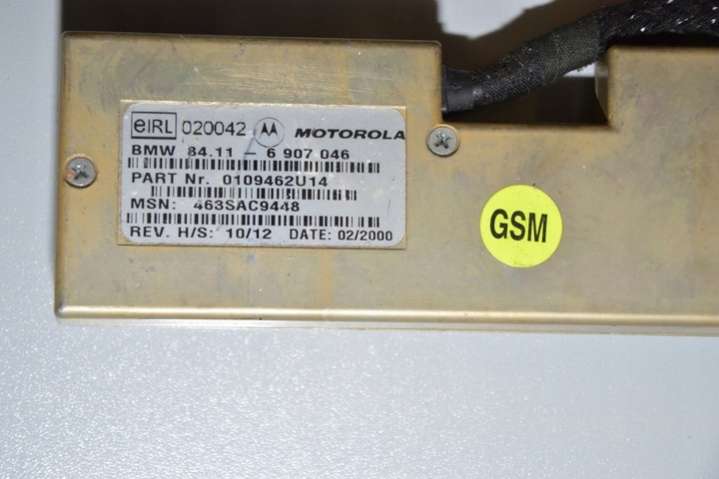 eIRL 020042 MOTOROLA
BMW 84.11 - 6 907 046
PART Nr. 0109462U14
MSN: 463SAC9448
REV. H/S: 10/12 DATE: 02/2000
GSM